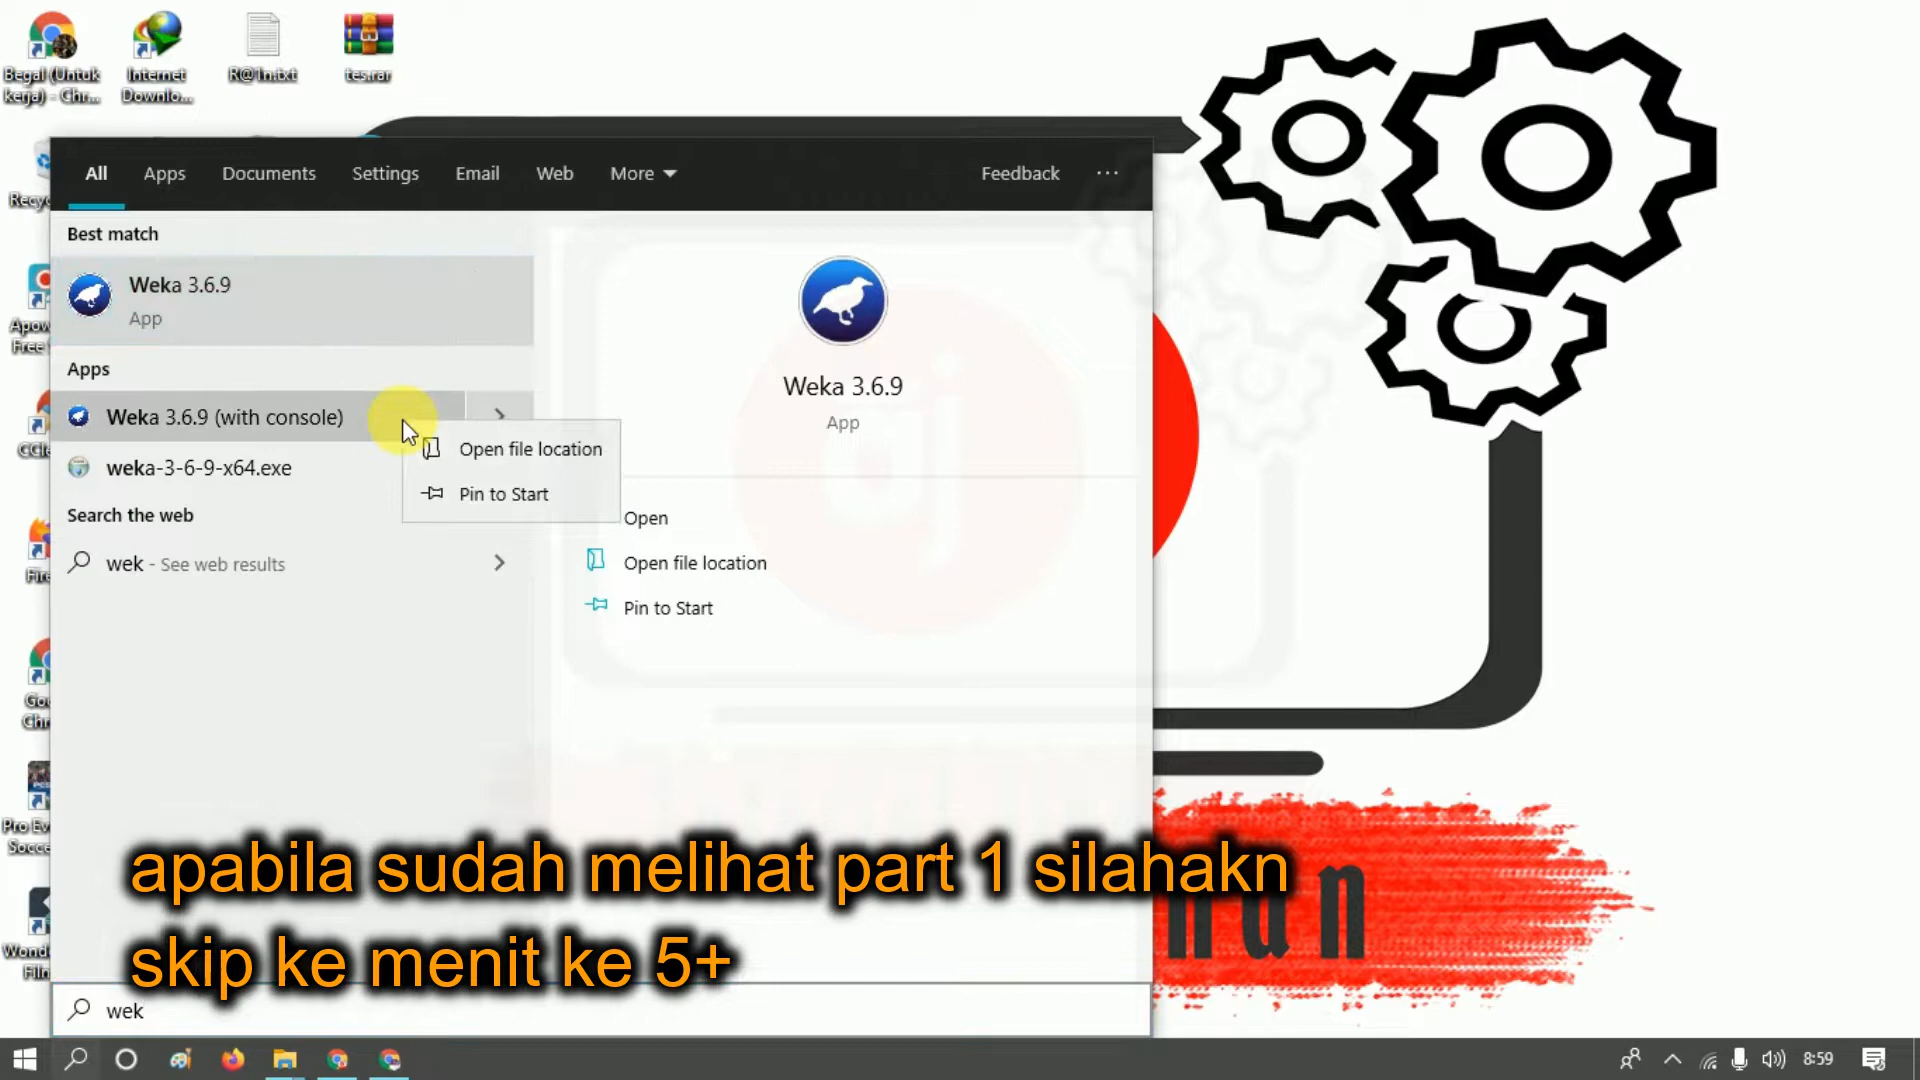 Begal (Untuk
kerja) - Chr...
Internet
Downlo...
R@1n.txt
tes.rar
All
Apps
Documents
Settings
Email
Web
More
Feedback
Best match
Weka 3.6.9
App
Apps
Weka 3.6.9 (with console)
weka-3-6-9-x64.exe
Search the web
wek - See web results
Open file location
Pin to Start
Weka 3.6.9
App
Open
Open file location
Pin to Start
apabila sudah melihat part 1 silahakn
skip ke menit ke 5+
wek
8:59